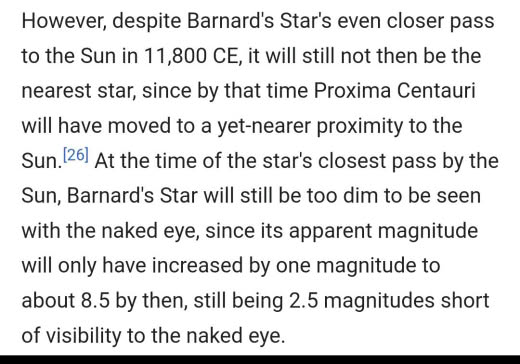 However, despite Barnard's Star's even closer pass
to the Sun in 11,800 CE, it will still not then be the
nearest star, since by that time Proxima Centauri
will have moved to a yet-nearer proximity to the
Sun.[26] At the time of the star's closest pass by the
Sun, Barnard's Star will still be too dim to be seen
with the naked eye, since its apparent magnitude
will only have increased by one magnitude to
about 8.5 by then, still being 2.5 magnitudes short
of visibility to the naked eye.